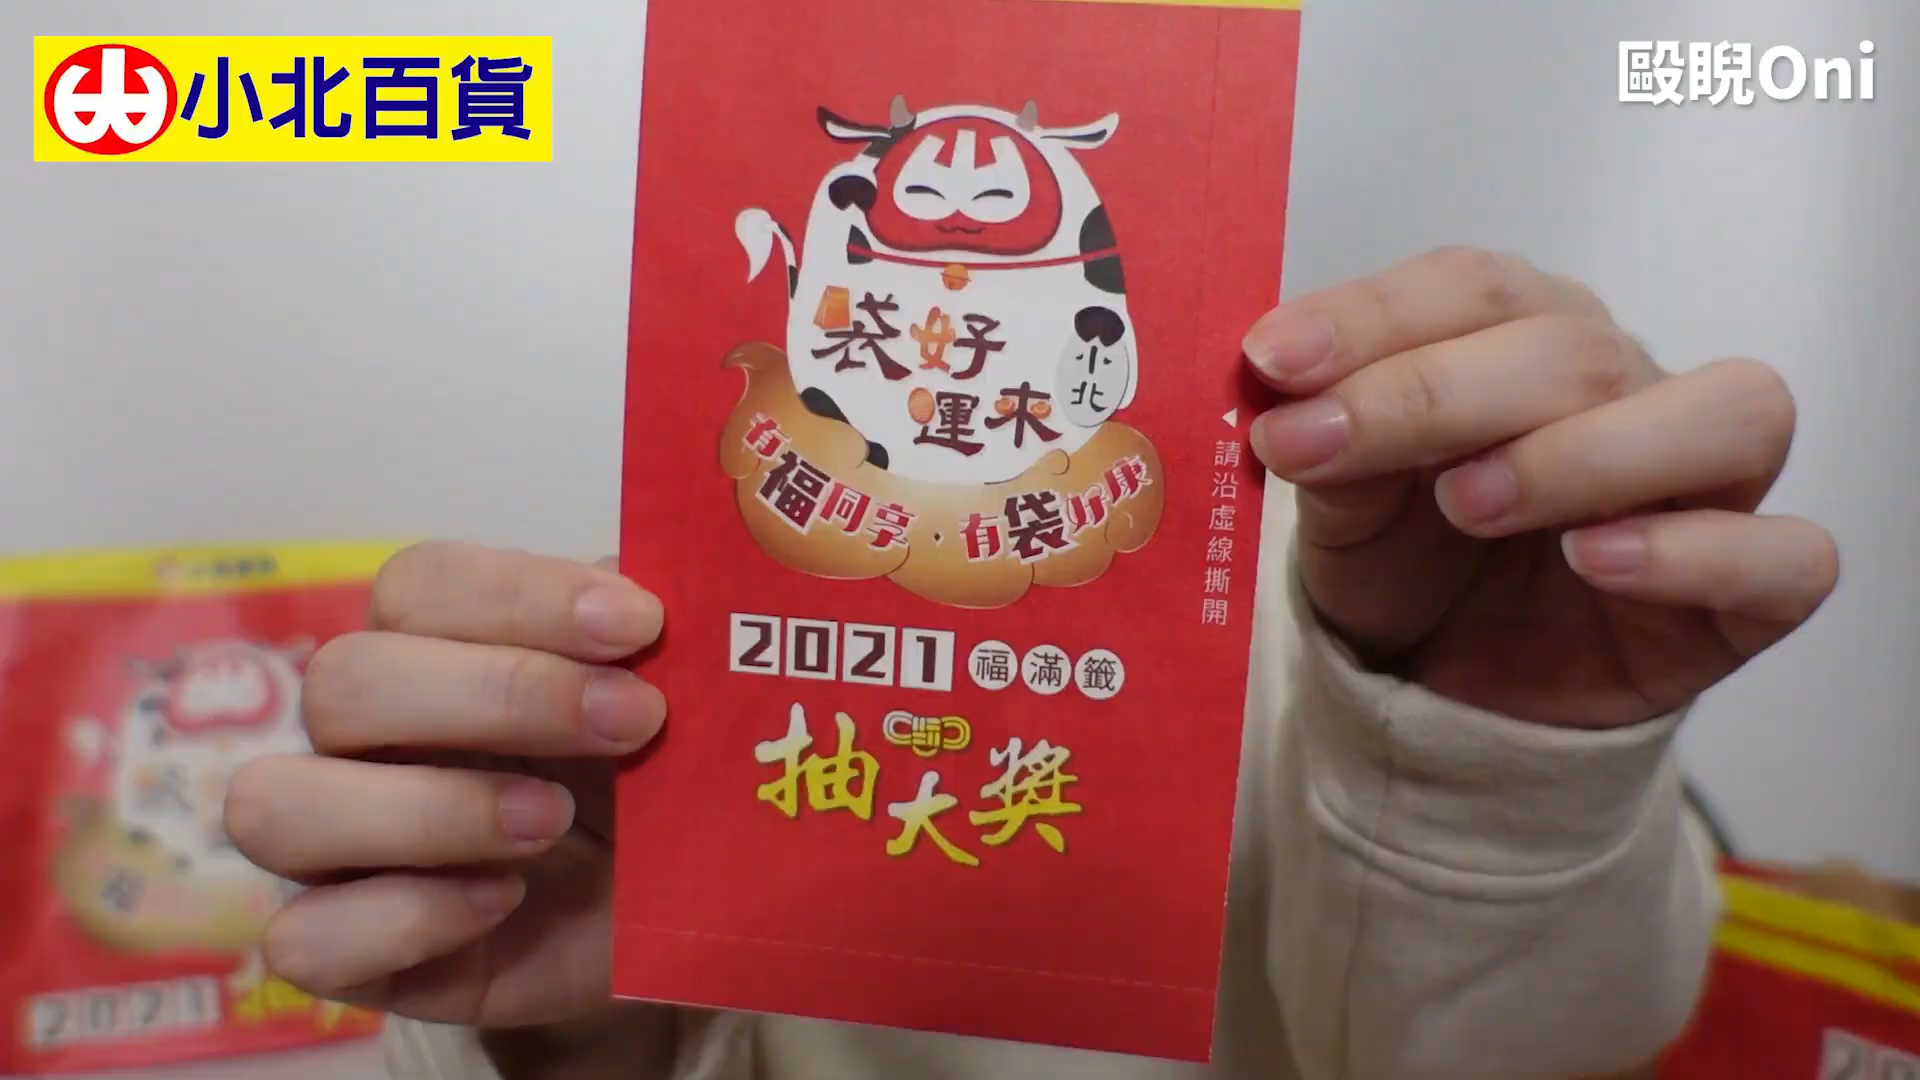 小北百貨
毆睨Oni
袋好
運來
小北
有福同享・有袋好康
請沿虛線撕開
2021 福滿籤
抽大獎
2021